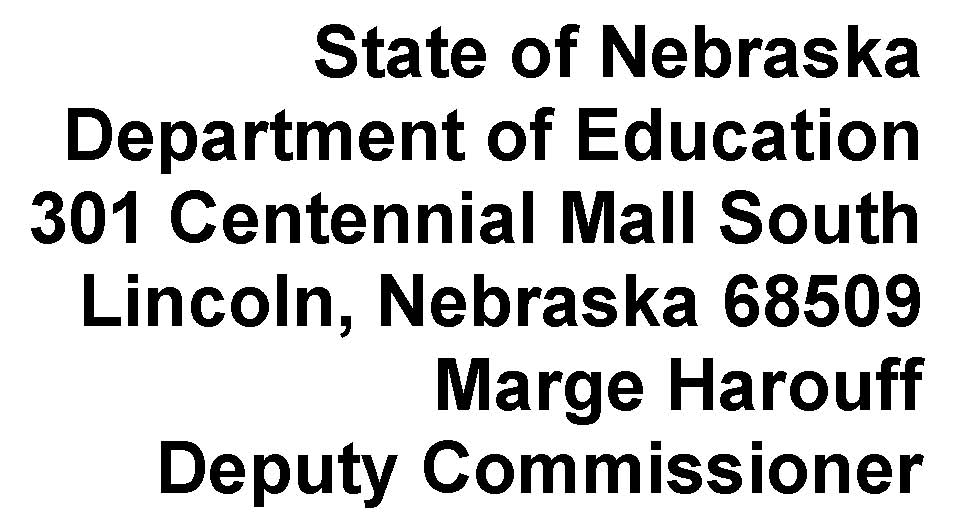 State of Nebraska
Department of Education
301 Centennial Mall South
Lincoln, Nebraska 68509
Marge Harouff
Deputy Commissioner